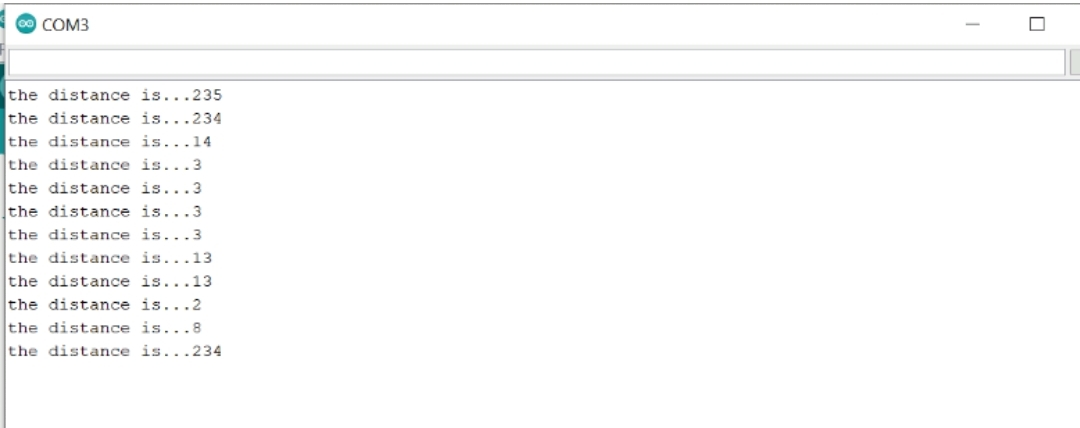 COM3
the distance is...235
the distance is...234
the distance is...14
the distance is...3
the distance is...3
the distance is...3
the distance is...3
the distance is...13
the distance is...13
the distance is...2
the distance is...8
the distance is...234